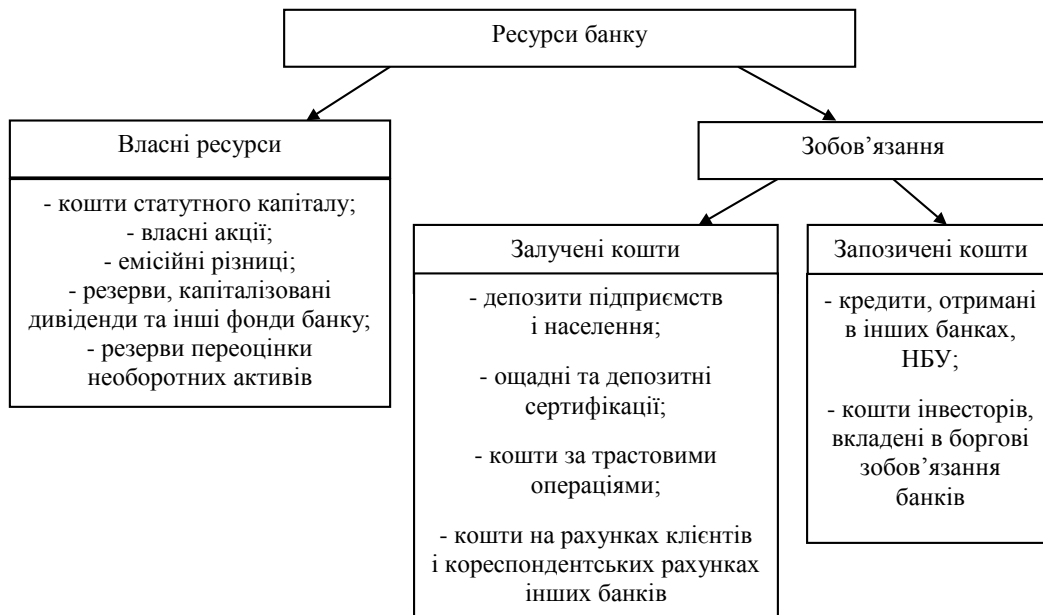 Ресурси банку
Власні ресурси
- кошти статутного капіталу;
- власні акції;
- емісійні різниці;
- резерви, капіталізовані
дивіденди та інші фонди банку;
- резерви переоцінки
необоротних активів
Зобов’язання
Залучені кошти
- депозити підприємств
і населення;
- ощадні та депозитні
сертифікації;
- кошти за трастовими
операціями;
- кошти на рахунках клієнтів
і кореспондентських рахунках
інших банків
Запозичені кошти
- кредити, отримані
в інших банках,
НБУ;
- кошти інвесторів,
вкладені в боргові
зобов’язання
банків